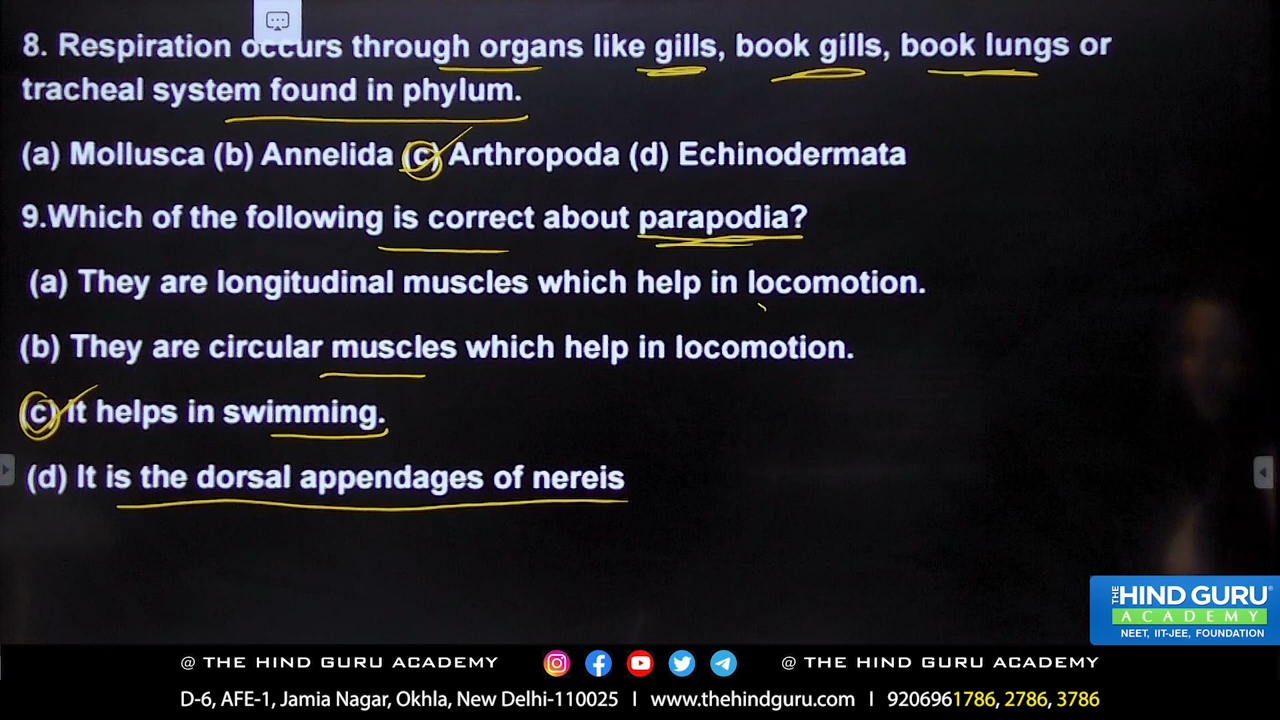 8. Respiration occurs through organs like gills, book gills, book lungs or
tracheal system found in phylum.
(a) Mollusca (b) Annelida (c) Arthropoda (d) Echinodermata
9.Which of the following is correct about parapodia?
(a) They are longitudinal muscles which help in locomotion.
(b) They are circular muscles which help in locomotion.
(c) It helps in swimming.
(d) It is the dorsal appendages of nereis
THE HIND GURU
ACADEMY
NEET, IIT-JEE, FOUNDATION
@ THE HIND GURU ACADEMY @ THE HIND GURU ACADEMY
D-6, AFE-1, Jamia Nagar, Okhla, New Delhi-110025 | www.thehindguru.com | 9206961786, 2786, 3786